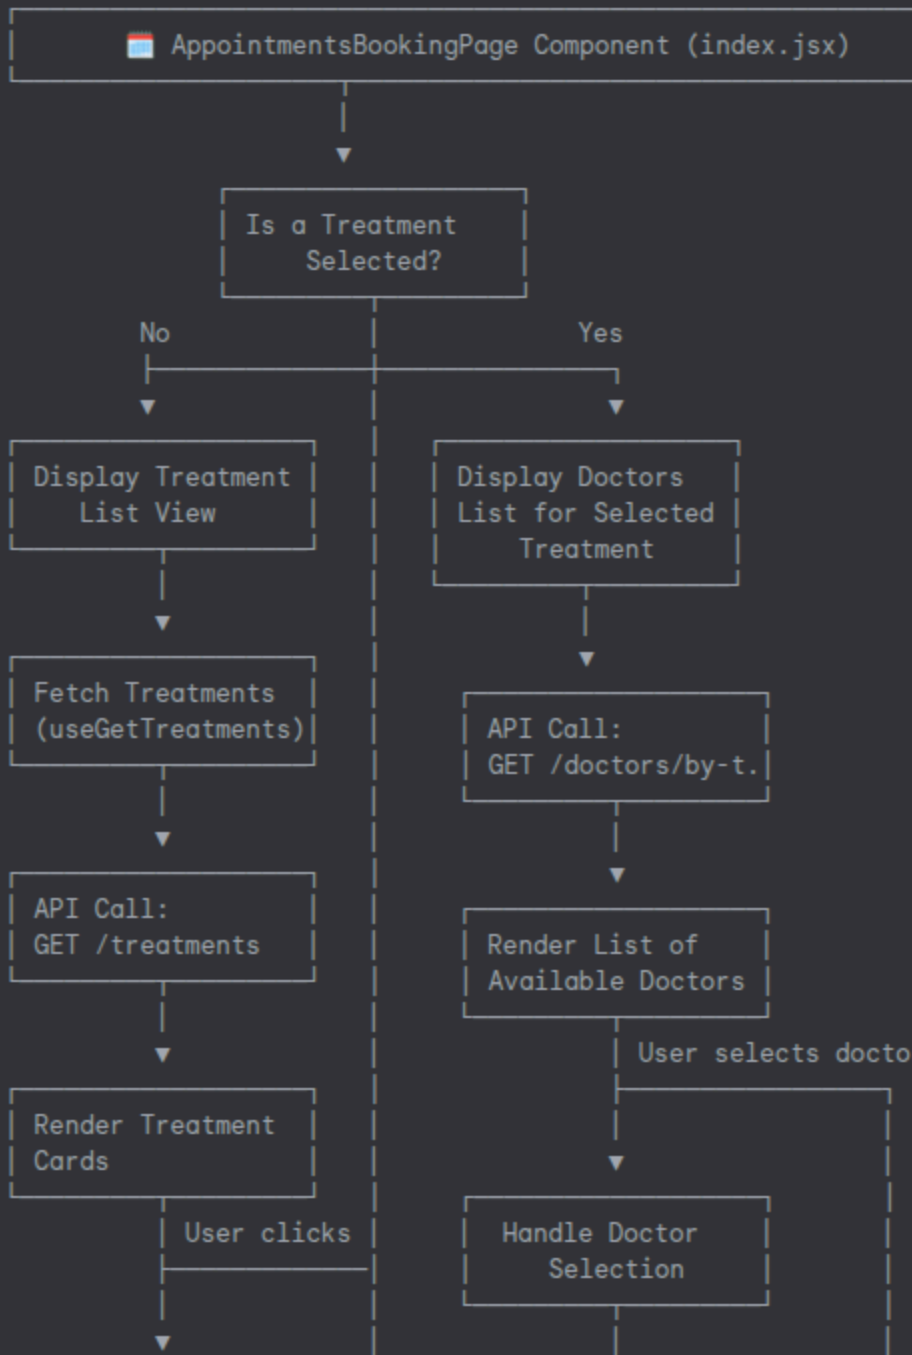 🗓️ AppointmentsBookingPage Component (index.jsx)
Is a Treatment
Selected?
No
Yes
Display Treatment
List View
Display Doctors
List for Selected
Treatment
Fetch Treatments
(useGetTreatments)
API Call:
GET /doctors/by-t.
API Call:
GET /treatments
Render List of
Available Doctors
User selects docto
Render Treatment
Cards
User clicks
Handle Doctor
Selection